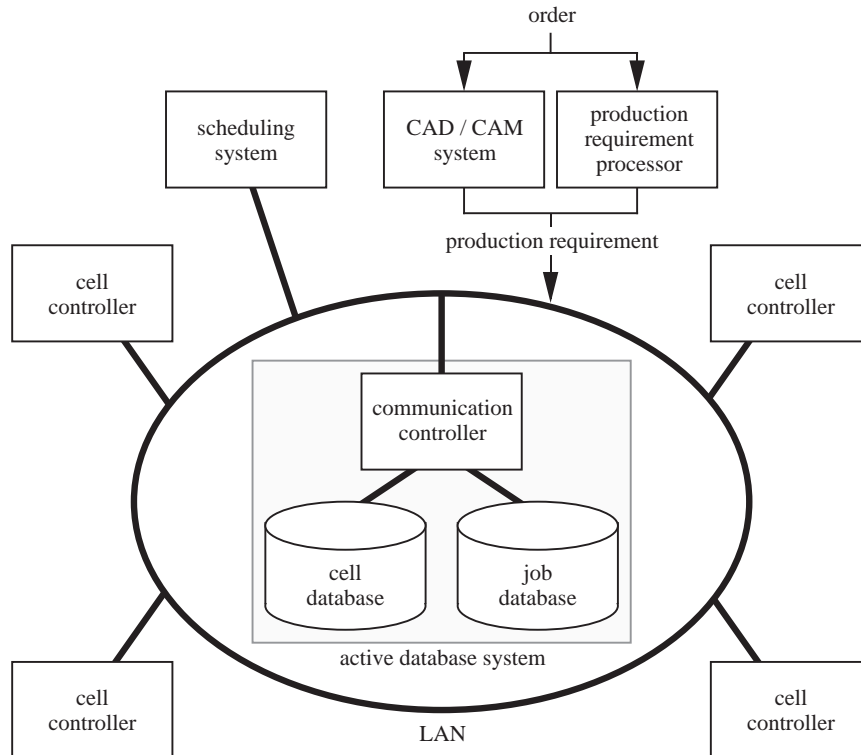 order
scheduling
system
CAD / CAM
system
production
requirement
processor
production requirement
cell
controller
cell
controller
communication
controller
cell
database
job
database
active database system
cell
controller
cell
controller
LAN